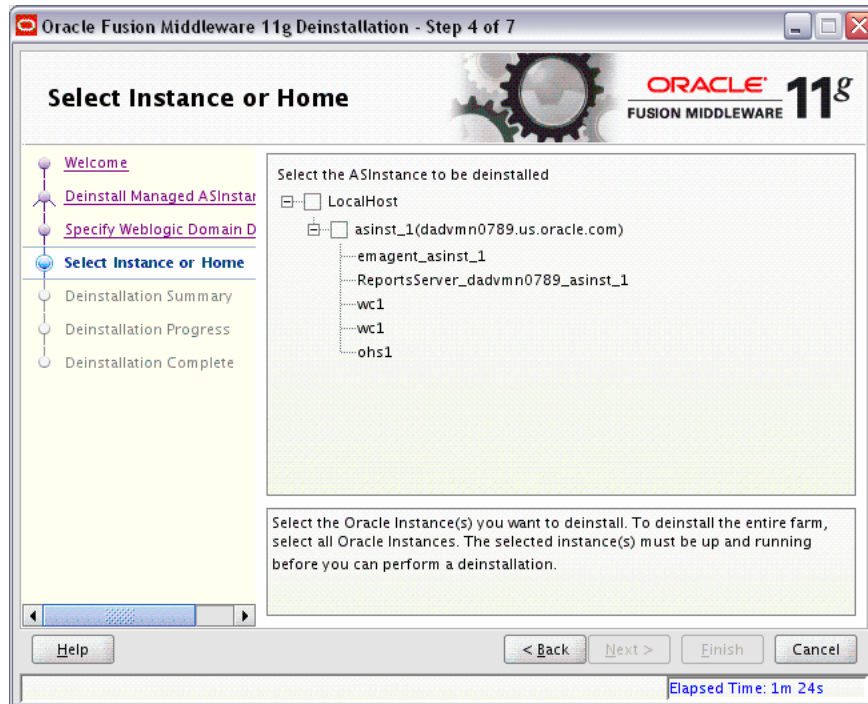 Oracle Fusion Middleware 11g Deinstallation - Step 4 of 7
Select Instance or Home
ORACLE
FUSION MIDDLEWARE
11g
Welcome
Deinstall Managed ASInstar
Specify Weblogic Domain D
Select Instance or Home
Deinstallation Summary
Deinstallation Progress
Deinstallation Complete
Select the ASInstance to be deinstalled
LocalHost
asinst_1(dadvmn0789.us.oracle.com)
emagent_asinst_1
ReportsServer_dadvmn0789_asinst_1
wc1
wc1
ohs1
Select the Oracle Instance(s) you want to deinstall. To deinstall the entire farm,
select all Oracle Instances. The selected instance(s) must be up and running
before you can perform a deinstallation.
Help
< Back
Next >
Finish
Cancel
Elapsed Time: 1m 24s